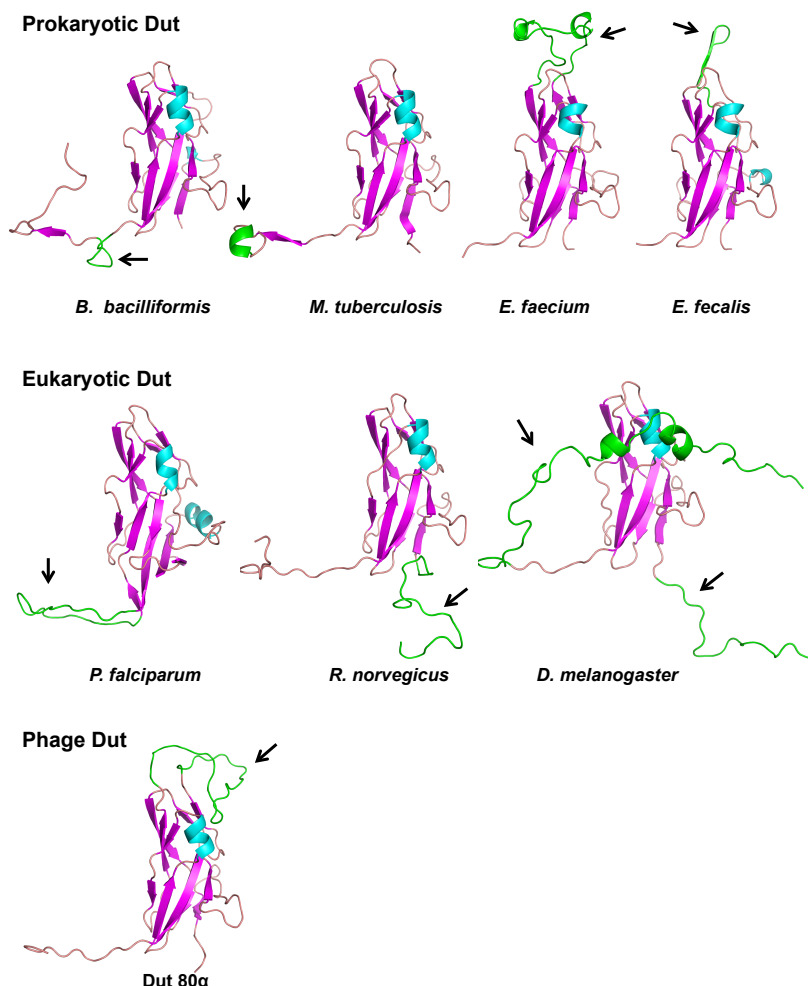 Prokaryotic Dut
B. bacilliformis
M. tuberculosis
E. faecium
E. fecalis
Eukaryotic Dut
P. falciparum
R. norvegicus
D. melanogaster
Phage Dut
Dut 80α